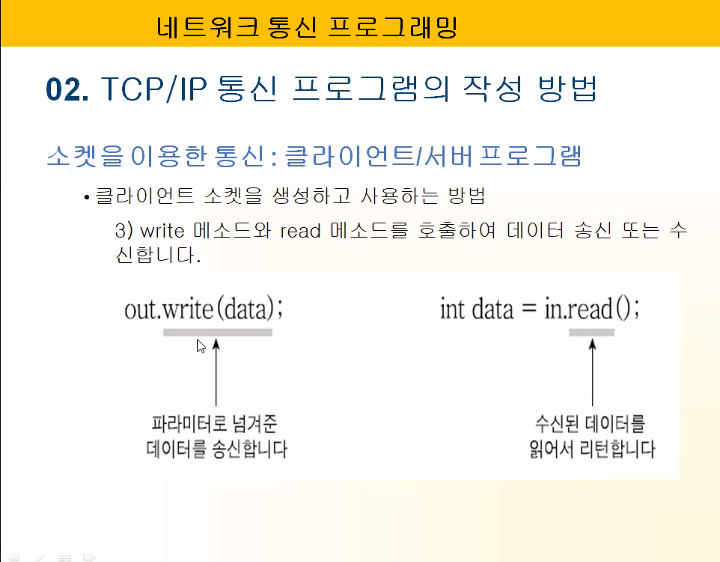 네트워크 통신 프로그래밍
02. TCP/IP 통신 프로그램의 작성 방법
소켓을 이용한 통신 : 클라이언트/서버 프로그램
• 클라이언트 소켓을 생성하고 사용하는 방법
3) write 메소드와 read 메소드를 호출하여 데이터 송신 또는 수
신합니다.
out.write(data); int data = in.read();
파라미터로 넘겨준 수신된 데이터를
데이터를 송신합니다 읽어서 리턴합니다